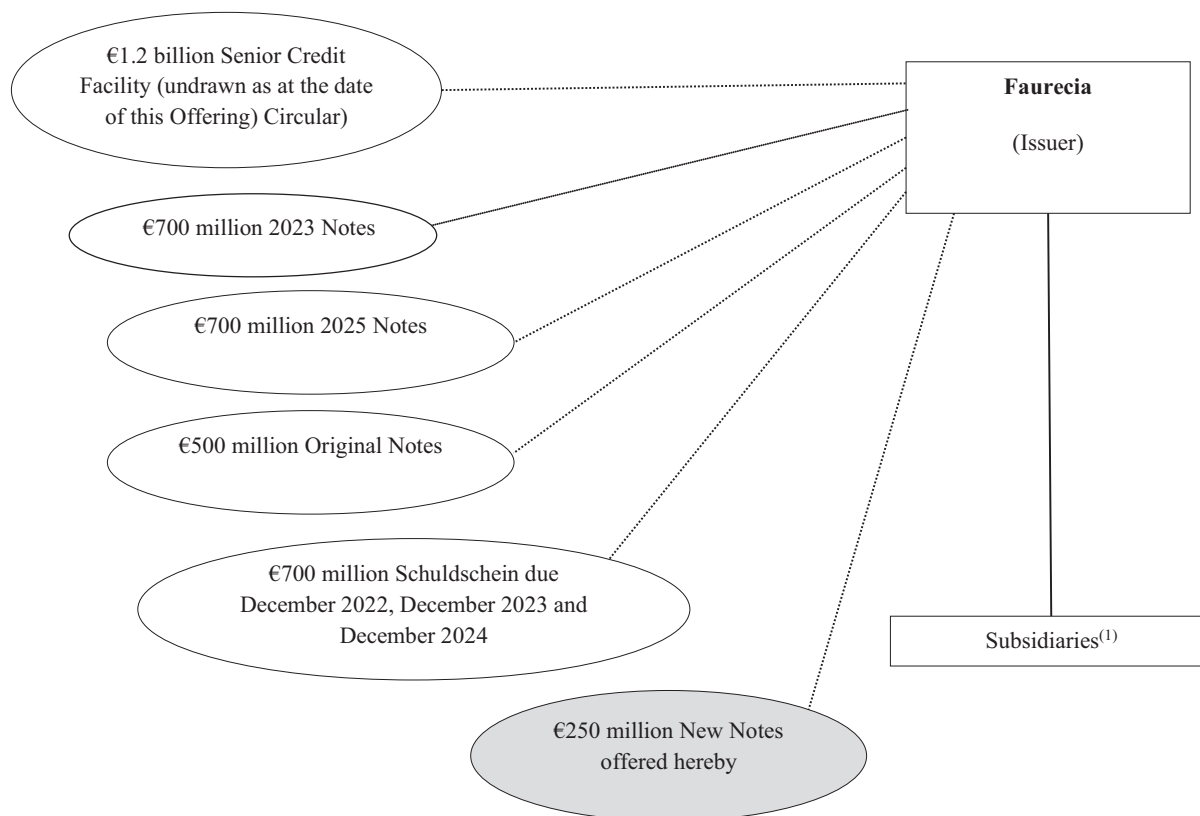 €1.2 billion Senior Credit
Facility (undrawn as at the date
of this Offering) Circular)
Faurecia
(Issuer)
€700 million 2023 Notes
€700 million 2025 Notes
€500 million Original Notes
€700 million Schuldschein due
December 2022, December 2023 and
December 2024
Subsidiaries(1)
€250 million New Notes
offered hereby